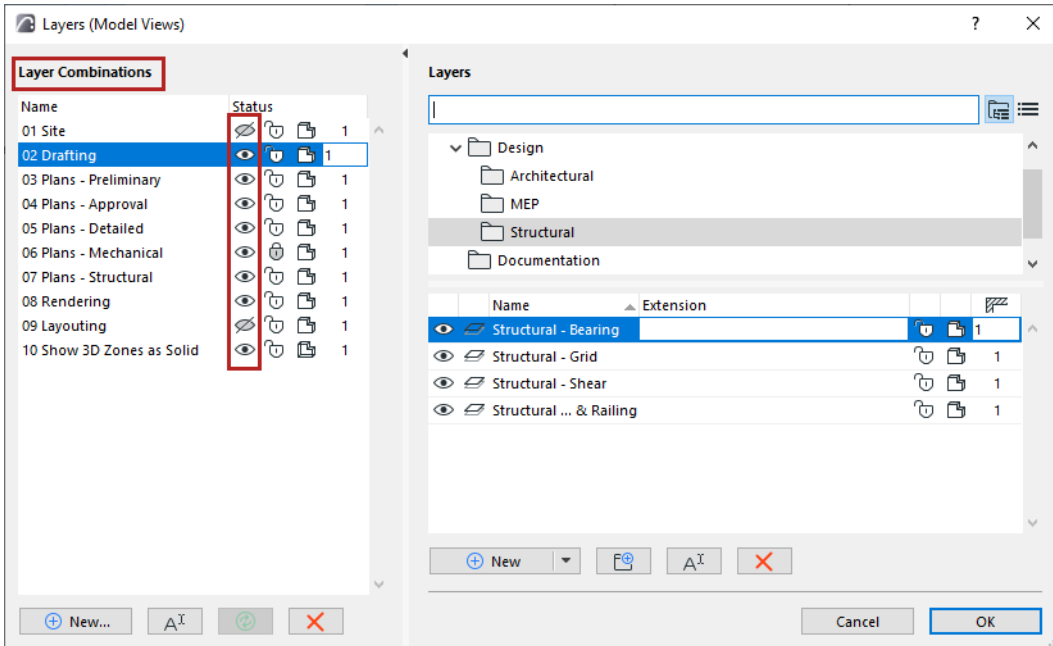 Layers (Model Views)
?
Layer Combinations
Name Status
01 Site 1
02 Drafting 1
03 Plans - Preliminary 1
04 Plans - Approval 1
05 Plans - Detailed 1
06 Plans - Mechanical 1
07 Plans - Structural 1
08 Rendering 1
09 Layouting 1
10 Show 3D Zones as Solid 1
New...
A
Layers
Design
Architectural
MEP
Structural
Documentation
Name Extension
Structural - Bearing 1
Structural - Grid 1
Structural - Shear 1
Structural ... & Railing 1
New
A
Cancel OK